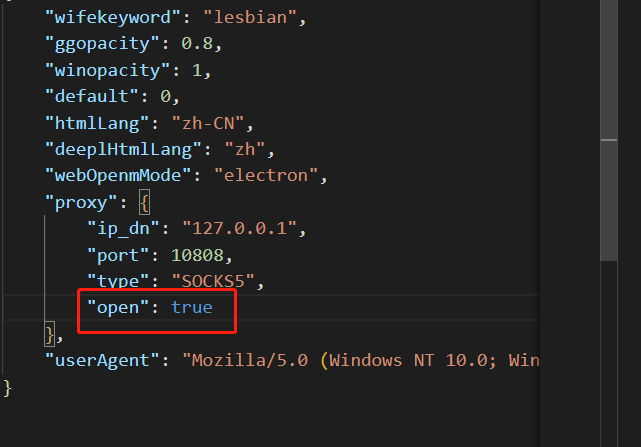 "wifekeyword": "lesbian",
"ggopacity": 0.8,
"winopacity": 1,
"default": 0,
"htmlLang": "zh-CN",
"deeplHtmlLang": "zh",
"webOpenmMode": "electron",
"proxy": {
"ip_dn": "127.0.0.1",
"port": 10808,
"type": "SOCKS5",
"open": true
},
"userAgent": "Mozilla/5.0 (Windows NT 10.0; Win
}